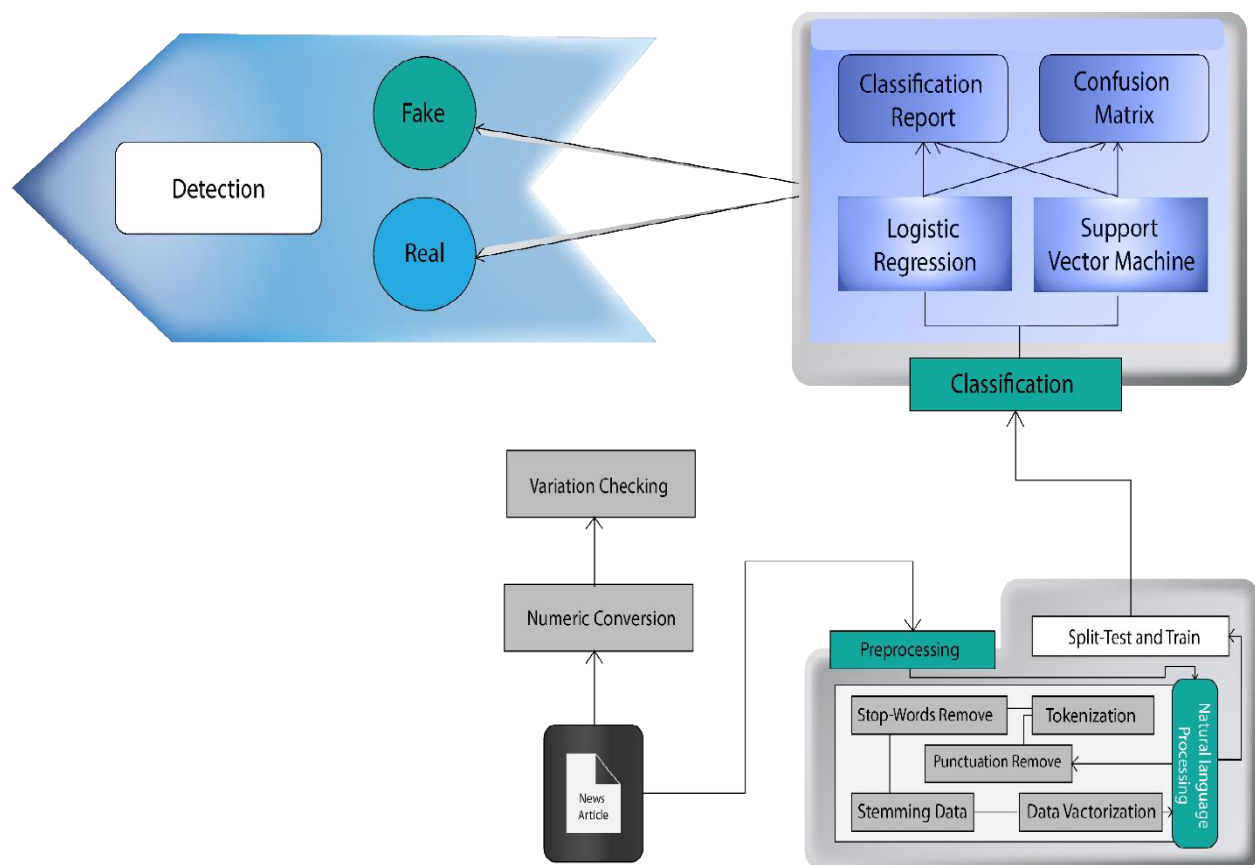 Detection
Fake
Real
Classification
Report
Confusion
Matrix
Logistic
Regression
Support
Vector Machine
Classification
Variation Checking
Numeric Conversion
News
Article
Preprocessing
Split-Test and Train
Stop-Words Remove
Tokenization
Punctuation Remove
Stemming Data
Data Vactorization
Natural language
Processing